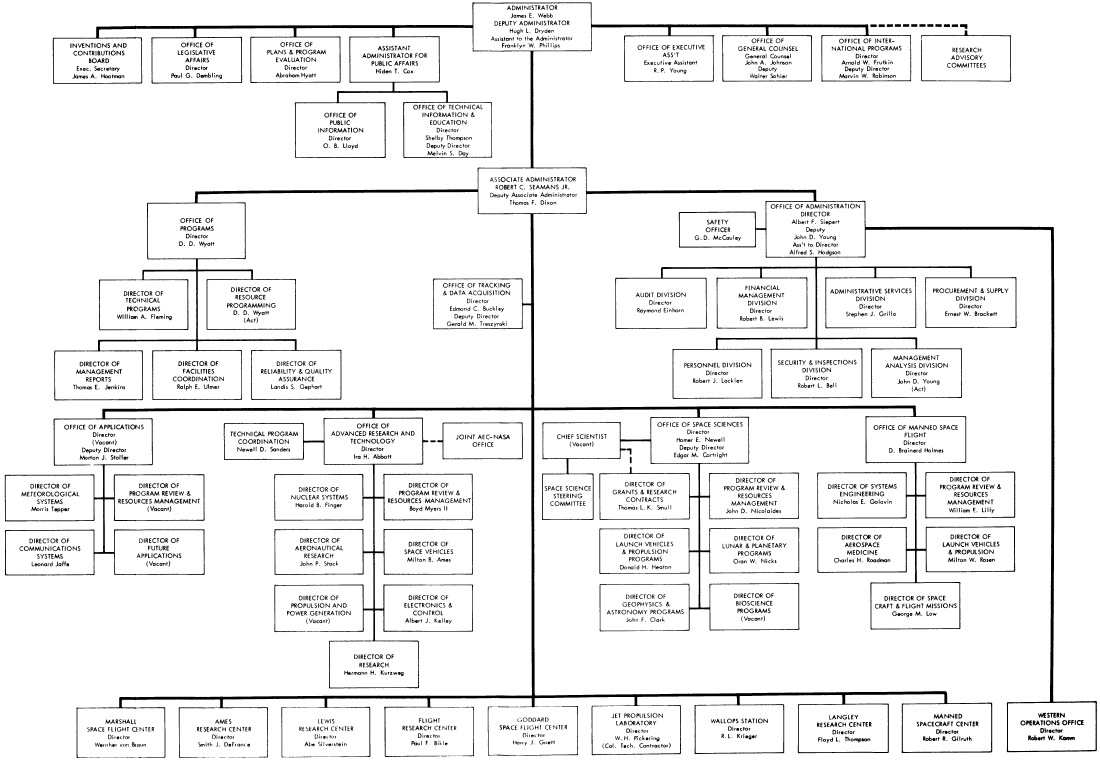 ADMINISTRATOR
James E. Webb
DEPUTY ADMINISTRATOR
Hugh L. Dryden
Assistant to the Administrator
Franklyn W. Phillips
INVENTIONS AND
CONTRIBUTIONS
BOARD
Exec. Secretary
James A. Hootman
OFFICE OF
LEGISLATIVE
AFFAIRS
Director
Paul G. Dembling
OFFICE OF
PLANS & PROGRAM
EVALUATION
Director
Abraham Hyatt
ASSISTANT
ADMINISTRATOR FOR
PUBLIC AFFAIRS
Hiden T. Cox
OFFICE OF EXECUTIVE
ASS'T
Executive Assistant
R. P. Young
OFFICE OF
GENERAL COUNSEL
General Counsel
John A. Johnson
Deputy
Walter Sohier
OFFICE OF INTER-
NATIONAL PROGRAMS
Director
Arnold W. Frutkin
Deputy Director
Marvin W. Robinson
RESEARCH
ADVISORY
COMMITTEES
OFFICE OF
PUBLIC
INFORMATION
Director
O. B. Lloyd
OFFICE OF TECHNICAL
INFORMATION &
EDUCATION
Director
Shelby Thompson
Deputy Director
Melvin S. Day
ASSOCIATE ADMINISTRATOR
ROBERT C. SEAMANS JR.
Deputy Associate Administrator
Thomas F. Dixon
OFFICE OF
PROGRAMS
Director
D. D. Wyatt
SAFETY
OFFICER
G. D. McCauley
OFFICE OF ADMINISTRATION
DIRECTOR
Albert F. Siepert
Deputy
John D. Young
Ass't to Director
Alfred S. Hodgson
DIRECTOR OF
TECHNICAL
PROGRAMS
William A. Fleming
DIRECTOR OF
RESOURCE
PROGRAMMING
D. D. Wyatt
(Act)
OFFICE OF TRACKING
& DATA ACQUISITION
Director
Edmond C. Buckley
Deputy Director
Gerald M. Truszynski
AUDIT DIVISION
Director
Raymond Einhorn
FINANCIAL
MANAGEMENT
DIVISION
Director
Robert B. Lewis
ADMINISTRATIVE SERVICES
DIVISION
Director
Stephen J. Grillo
PROCUREMENT & SUPPLY
DIVISION
Director
Ernest W. Brackett
DIRECTOR OF
MANAGEMENT
REPORTS
Thomas E. Jenkins
DIRECTOR OF
FACILITIES
COORDINATION
Ralph E. Ulmer
DIRECTOR OF
RELIABILITY & QUALITY
ASSURANCE
Landis S. Gephart
PERSONNEL DIVISION
Director
Robert J. Lacklen
SECURITY & INSPECTIONS
DIVISION
Director
Robert L. Bell
MANAGEMENT
ANALYSIS DIVISION
Director
John D. Young
(Act)
OFFICE OF APPLICATIONS
Director
(Vacant)
Deputy Director
Morton J. Stoller
TECHNICAL PROGRAM
COORDINATION
Newell D. Sanders
OFFICE OF
ADVANCED RESEARCH AND
TECHNOLOGY
Director
Ira H. Abbott
JOINT AEC-NASA
OFFICE
CHIEF SCIENTIST
(Vacant)
OFFICE OF SPACE SCIENCES
Director
Homer E. Newell
Deputy Director
Edgar M. Cortright
OFFICE OF MANNED SPACE
FLIGHT
Director
D. Brainerd Holmes
DIRECTOR OF
METEOROLOGICAL
SYSTEMS
Morris Tepper
DIRECTOR OF
PROGRAM REVIEW &
RESOURCES MANAGEMENT
(Vacant)
DIRECTOR OF
NUCLEAR SYSTEMS
Harold B. Finger
DIRECTOR OF
PROGRAM REVIEW &
RESOURCES MANAGEMENT
Boyd Myers II
SPACE SCIENCE
STEERING
COMMITTEE
DIRECTOR OF
GRANTS & RESEARCH
CONTRACTS
Thomas L. K. Smull
DIRECTOR OF
PROGRAM REVIEW &
RESOURCES
MANAGEMENT
John D. Nicolaides
DIRECTOR OF SYSTEMS
ENGINEERING
Nicholas E. Golovin
DIRECTOR OF
PROGRAM REVIEW &
RESOURCES
MANAGEMENT
William E. Lilly
DIRECTOR OF
COMMUNICATIONS
SYSTEMS
Leonard Jaffe
DIRECTOR OF
FUTURE
APPLICATIONS
(Vacant)
DIRECTOR OF
AERONAUTICAL
RESEARCH
John P. Stack
DIRECTOR OF
SPACE VEHICLES
Milton B. Ames
DIRECTOR OF
LAUNCH VEHICLES
& PROPULSION
PROGRAMS
Donald H. Heaton
DIRECTOR OF
LUNAR & PLANETARY
PROGRAMS
Oran W. Nicks
DIRECTOR OF
AEROSPACE
MEDICINE
Charles H. Roadman
DIRECTOR OF
LAUNCH VEHICLES
& PROPULSION
Milton W. Rosen
DIRECTOR OF
PROPULSION AND
POWER GENERATION
(Vacant)
DIRECTOR OF
ELECTRONICS &
CONTROL
Albert J. Kelley
DIRECTOR OF
GEOPHYSICS &
ASTRONOMY PROGRAMS
John F. Clark
DIRECTOR OF
BIOSCIENCE
PROGRAMS
(Vacant)
DIRECTOR OF SPACE
CRAFT & FLIGHT MISSIONS
George M. Low
DIRECTOR OF
RESEARCH
Hermann H. Kurzweg
MARSHALL
SPACE FLIGHT CENTER
Director
Wernher von Braun
AMES
RESEARCH CENTER
Director
Smith J. DeFrance
LEWIS
RESEARCH CENTER
Director
Abe Silverstein
FLIGHT
RESEARCH CENTER
Director
Paul F. Bikle
GODDARD
SPACE FLIGHT CENTER
Director
Harry J. Goett
JET PROPULSION
LABORATORY
Director
W. H. Pickering
(Cal. Tech. Contractor)
WALLOPS STATION
Director
R. L. Krieger
LANGLEY
RESEARCH CENTER
Director
Floyd L. Thompson
MANNED
SPACECRAFT CENTER
Director
Robert R. Gilruth
WESTERN
OPERATIONS OFFICE
Director
Robert W. Kamm